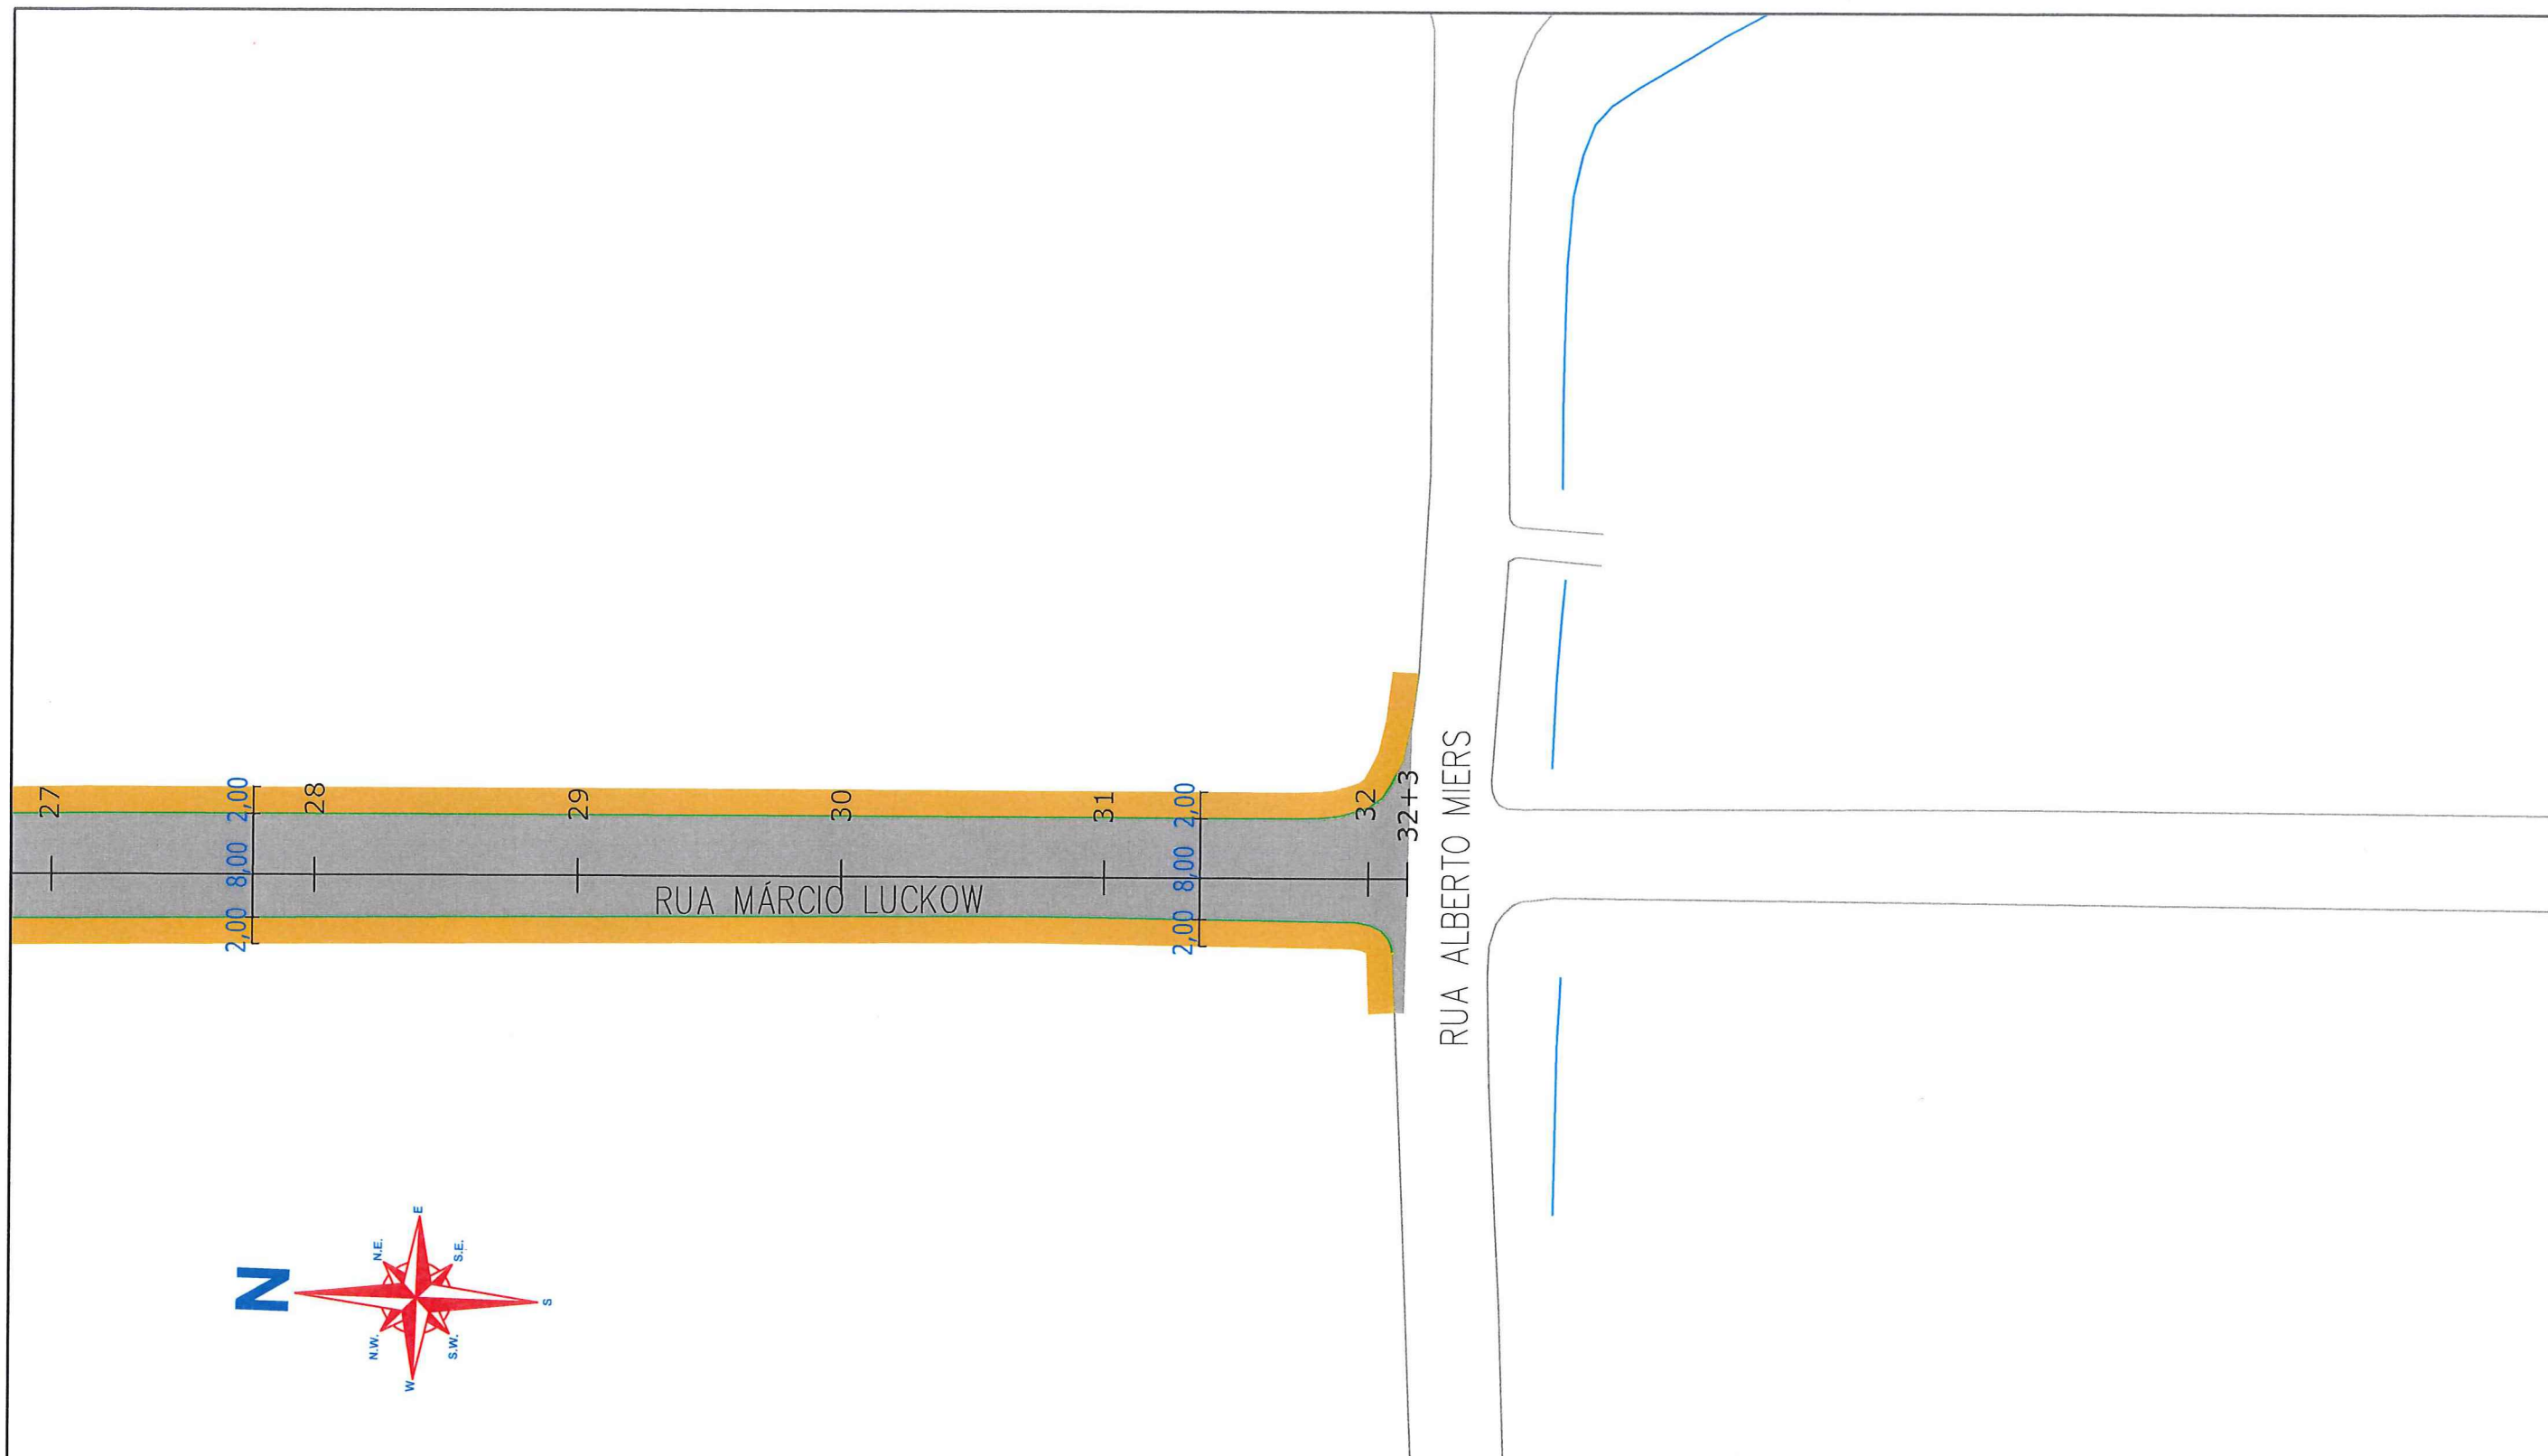 27
28
29
30
31
32
32+3
2,00
8,00
2,00
2,00
8,00
2,00
RUA MÁRCIO LUCKOW
RUA ALBERTO MIERS
N
N.W.
N.E.
W
E
S.W.
S.E.
S